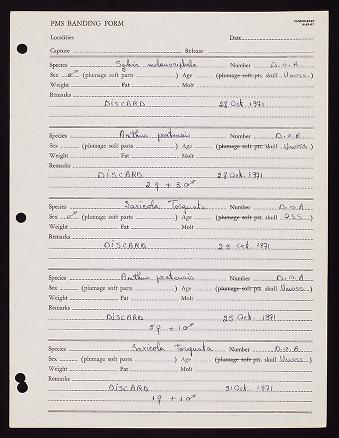 PMS BANDING FORM
Localities Date
Capture Release
Species Sylvia melanocephala Number D.O.A.
Sex ♂ (plumage soft parts ) Age (plumage soft pts. skull Unoss.)
Weight Fat Molt
Remarks
DISCARD 28 Oct. 1971
Species Anthus pratensis Number D.O.A.
Sex (plumage soft parts ) Age (plumage soft pts. skull Unoss.)
Weight Fat Molt
Remarks
DISCARD 28 Oct. 1971
2♀ + 3♂
Species Saxicola Torquata Number D.O.A.
Sex ♂ (plumage soft parts ) Age (plumage soft pts. skull OSS.)
Weight Fat Molt
Remarks
DISCARD 29 Oct. 1971
Species Anthus pratensis Number D.O.A.
Sex (plumage soft parts ) Age (plumage soft pts. skull Unoss.)
Weight Fat Molt
Remarks
DISCARD 29 Oct. 1971
♀ + 1♂
Species Saxicola torquata Number D.O.A.
Sex (plumage soft parts ) Age (plumage soft pts. skull Unoss.)
Weight Fat Molt
Remarks
DISCARD 31 Oct. 1971
1♀ + 1♂